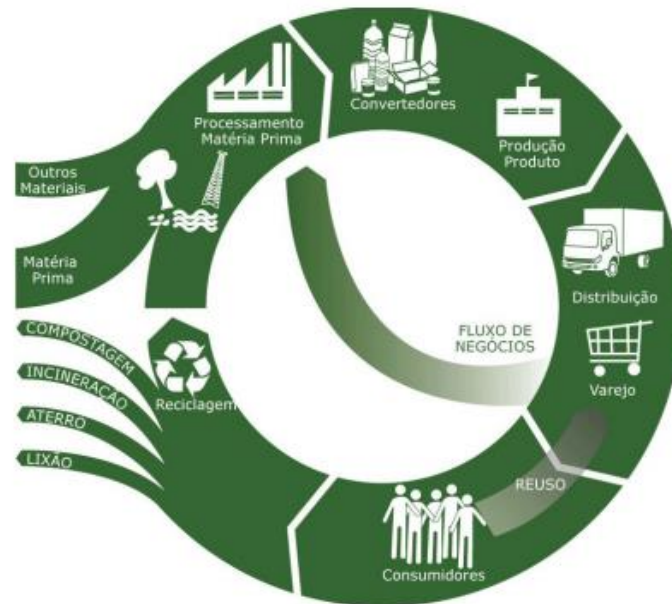 Processamento
Matéria Prima
Convertedores
Produção
Produto
Outros
Materiais
Matéria
Prima
Distribuição
FLUXO DE
NEGÓCIOS
Varejo
COMPOSTAGEM
INCINERAÇÃO
ATERRO
LIXÃO
Reciclagem
REUSO
Consumidores